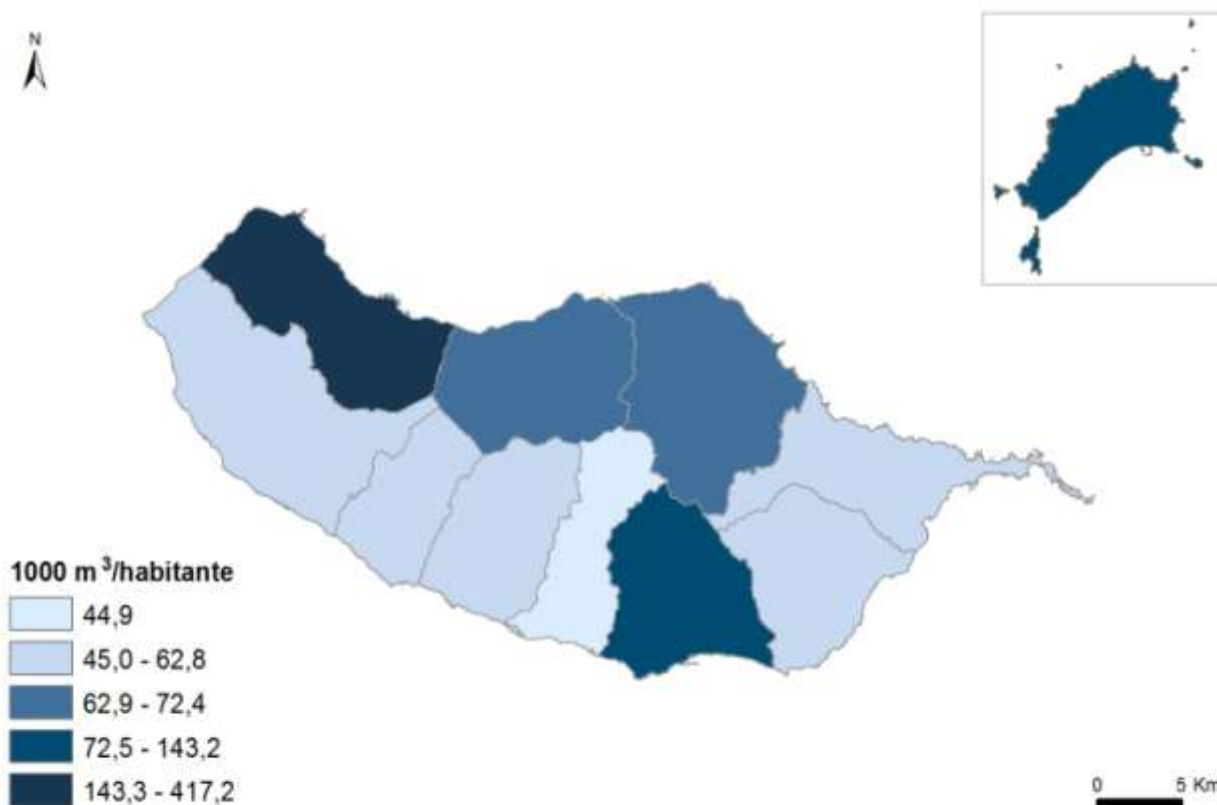 N
1000 m³/habitante
44,9
45,0 - 62,8
62,9 - 72,4
72,5 - 143,2
143,3 - 417,2
0 5 Km